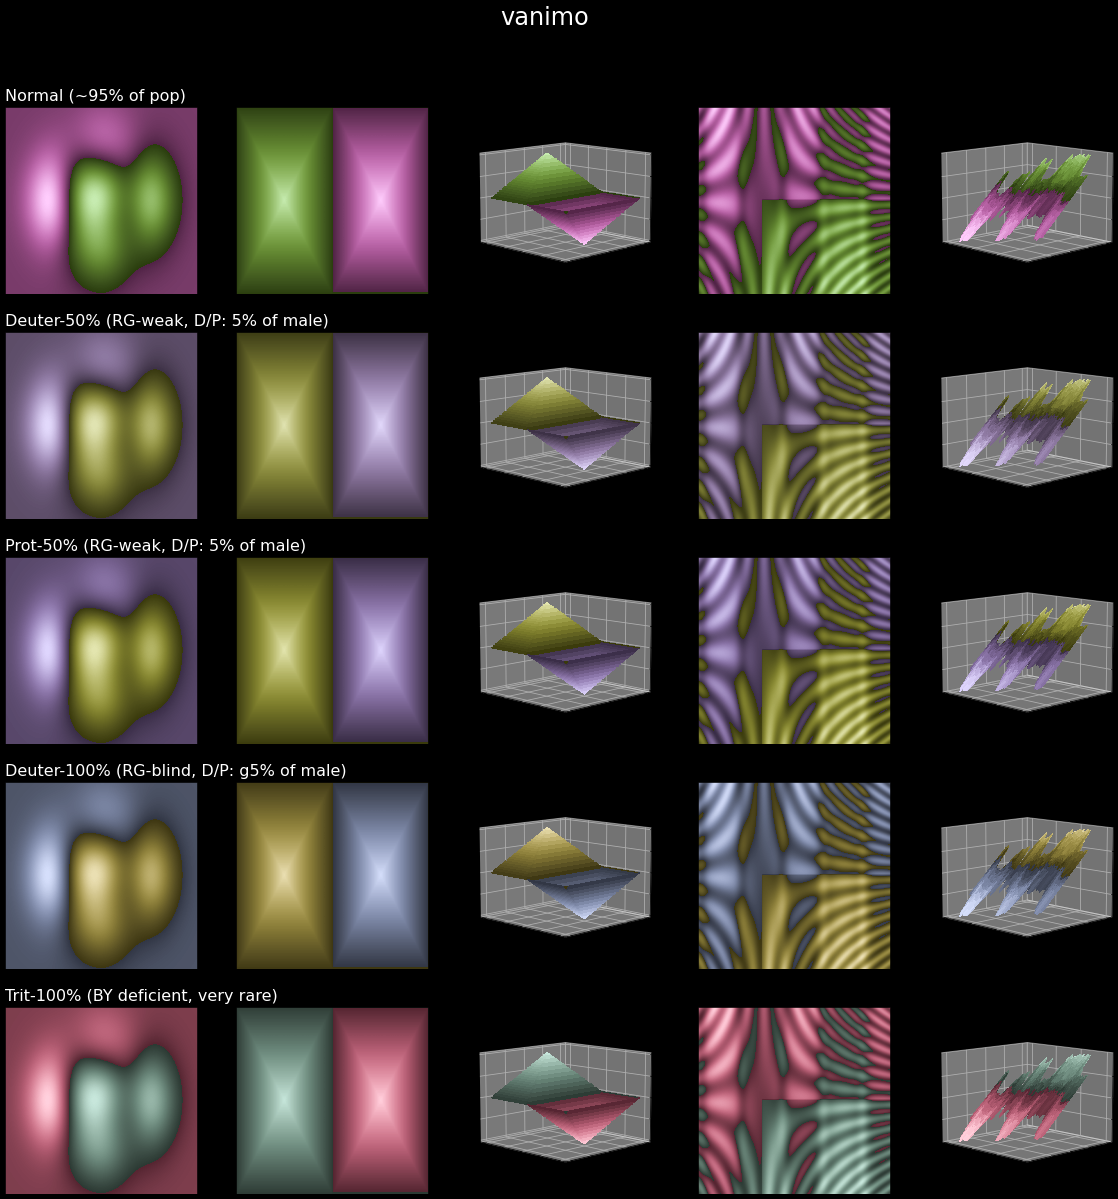 vanimo
Normal (~95% of pop)
Deuter-50% (RG-weak, D/P: 5% of male)
Prot-50% (RG-weak, D/P: 5% of male)
Deuter-100% (RG-blind, D/P: g5% of male)
Trit-100% (BY deficient, very rare)